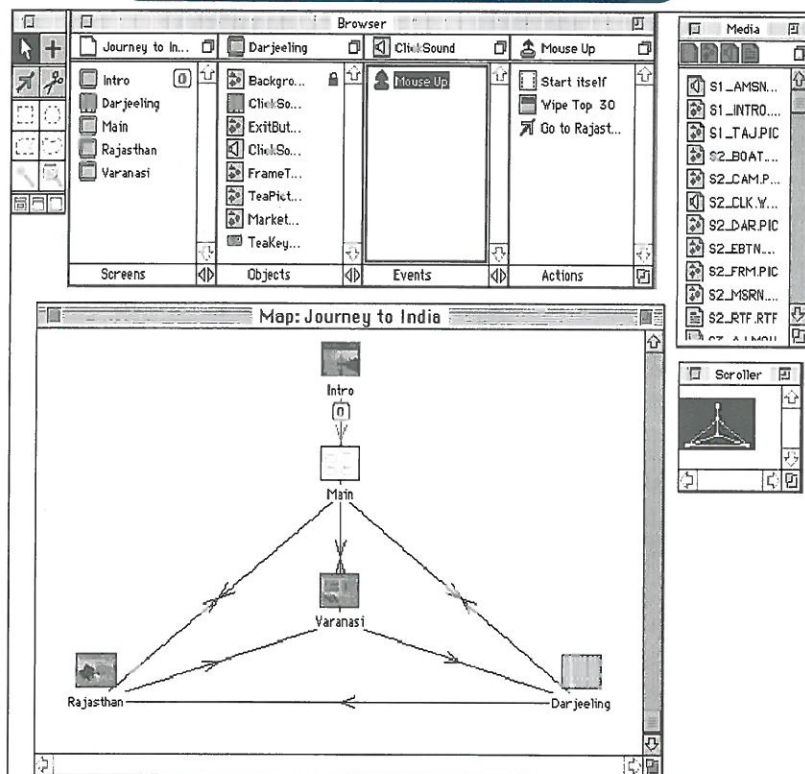 Browser
Journey to In...
Intro
Darjeeling
Main
Rajasthan
Varanasi
Screens
Darjeeling
Backgro...
ClickSo...
ExitBut...
ClickSo...
FrameT...
TeaPict...
Market...
TeaKey...
Objects
ClickSound
Mouse Up
Events
Mouse Up
Start itself
Wipe Top 30
Go to Rajast...
Actions
Media
S1_AMSN...
S1_INTRO....
S1_TAJ.PIC
S2_BOAT....
S2_CAM.P...
S2_CLK.W...
S2_DAR.PIC
S2_EBTN....
S2_FRM.PIC
S2_MSRN....
S2_RTF.RTF
Map: Journey to India
Intro
Main
Varanasi
Rajasthan
Darjeeling
Scroller